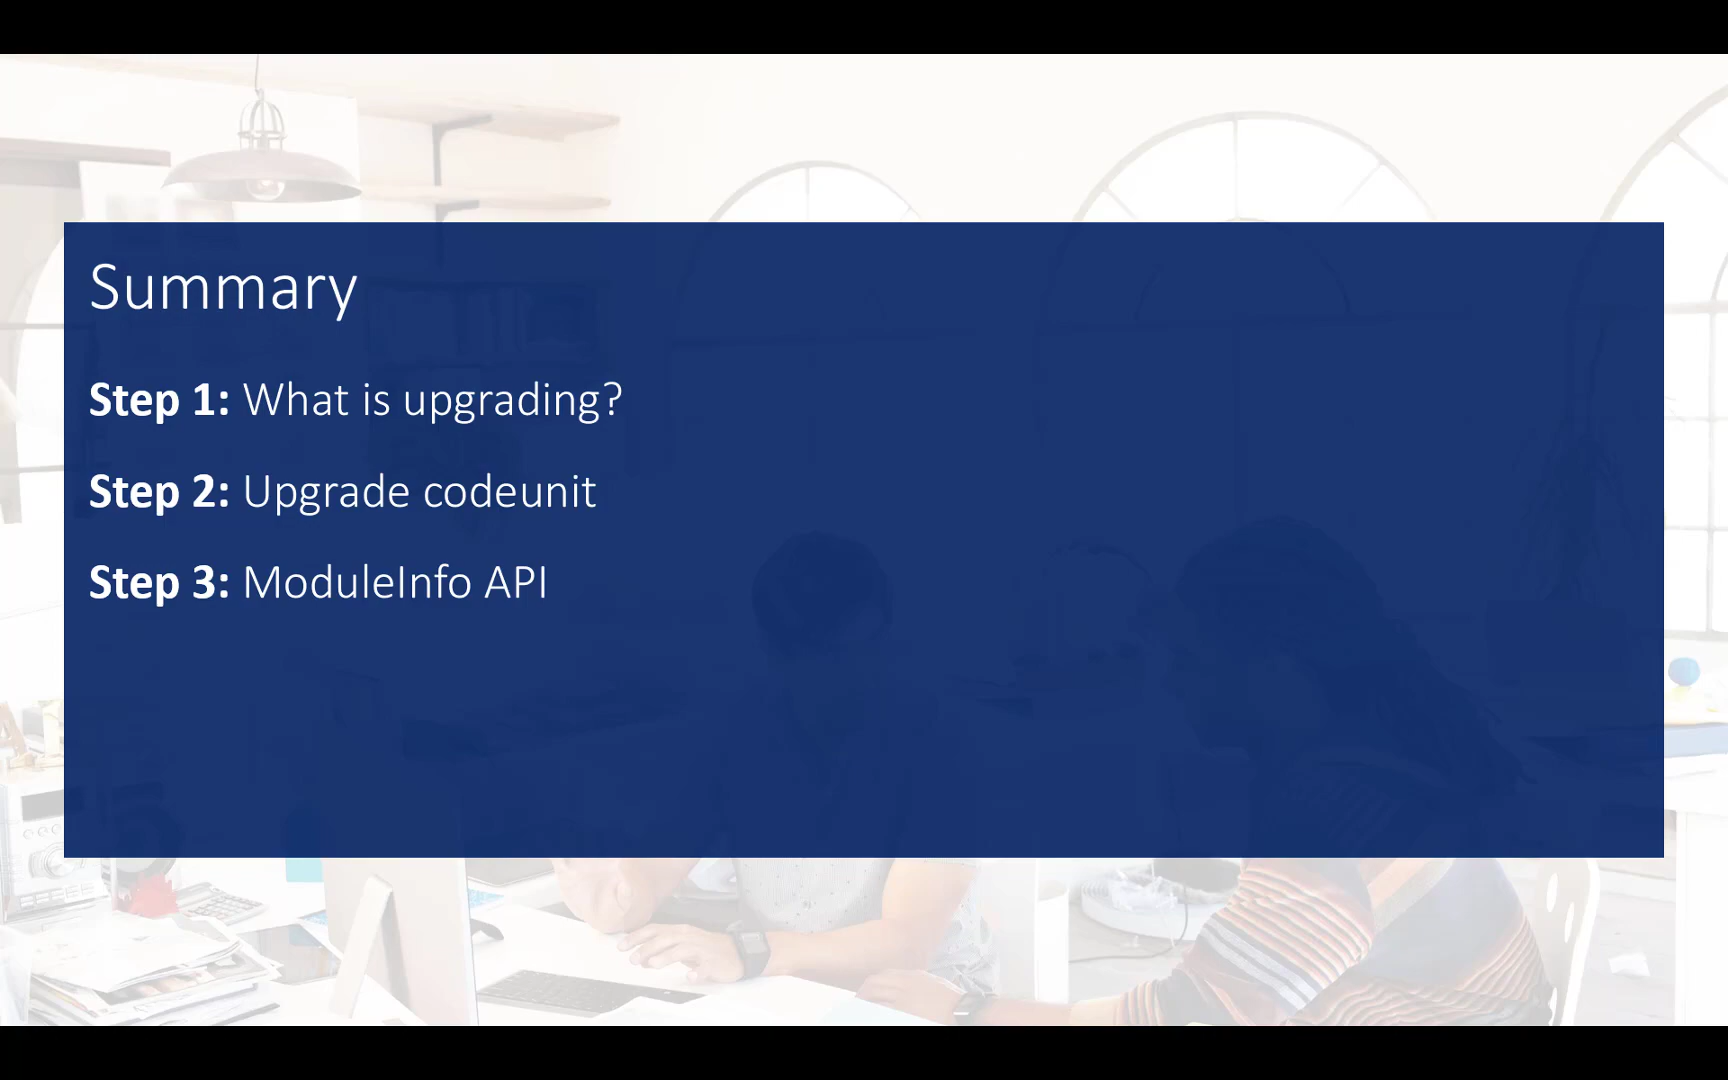 Summary
Step 1: What is upgrading?
Step 2: Upgrade codeunit
Step 3: ModuleInfo API